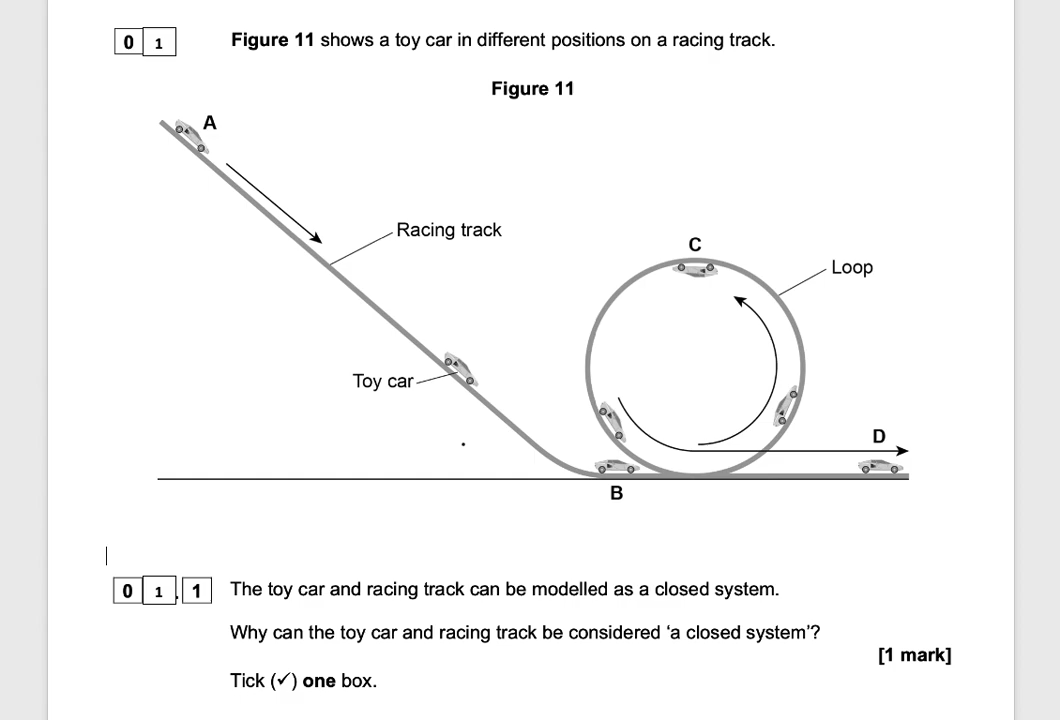 0 1 Figure 11 shows a toy car in different positions on a racing track.
Figure 11
A
Racing track
C
Loop
Toy car
D
B
0 1 . 1 The toy car and racing track can be modelled as a closed system.
Why can the toy car and racing track be considered ‘a closed system’?
[1 mark]
Tick (✓) one box.